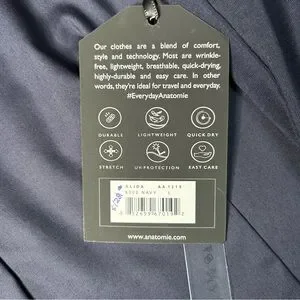 Our clothes are a blend of comfort,
style and technology. Most are wrinkle-
free, lightweight, breathable, quick-drying,
highly-durable and easy care. In other
words, they're ideal for travel and everyday.
#EverydayAnatomie
DURABLE LIGHTWEIGHT QUICK DRY
STRETCH UV-PROTECTION EASY CARE
NAVY L
www.anatomie.com